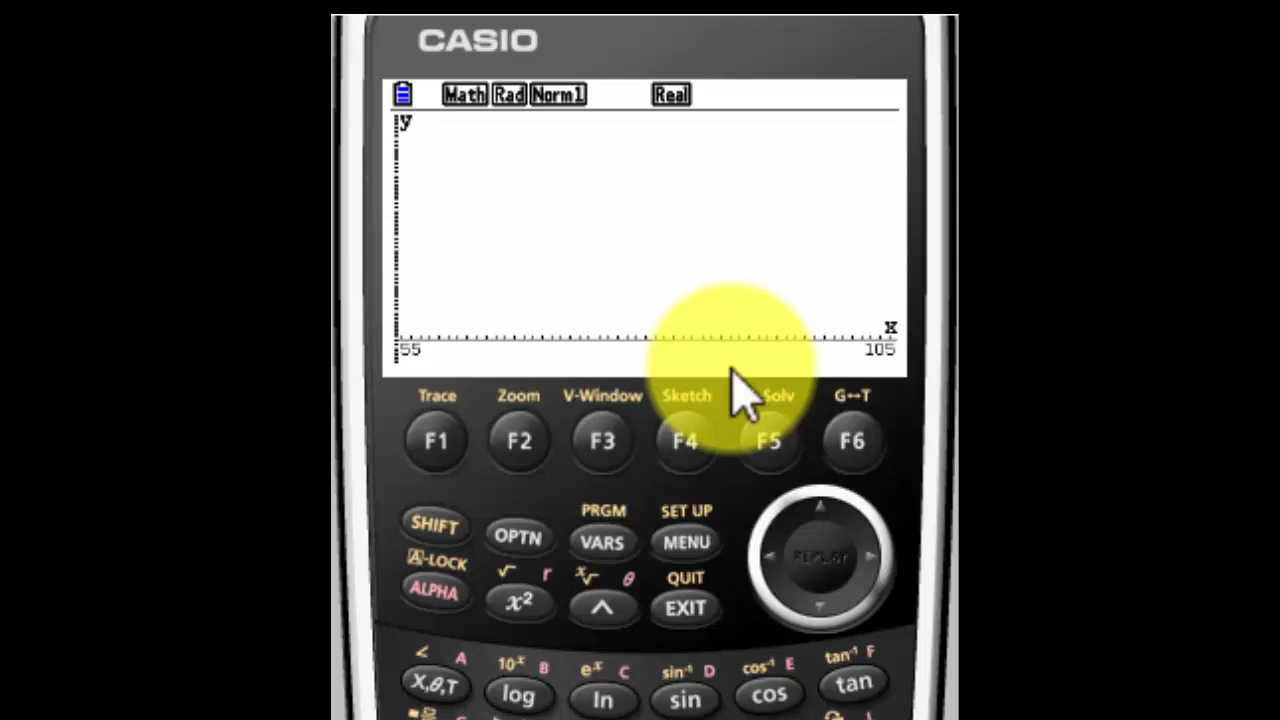 CASIO
Math Rad Norm1 Real
y
x
55 105
Trace Zoom V-Window Sketch Solv G↔T
F1 F2 F3 F4 F5 F6
PRGM SET UP
SHIFT OPTN VARS MENU
A-LOCK √ r ˣ√ θ QUIT
ALPHA x² ^ EXIT
REPLAY
∠ A 10ˣ B eˣ C sin⁻¹ D cos⁻¹ E tan⁻¹ F
X,θ,T log ln sin cos tan